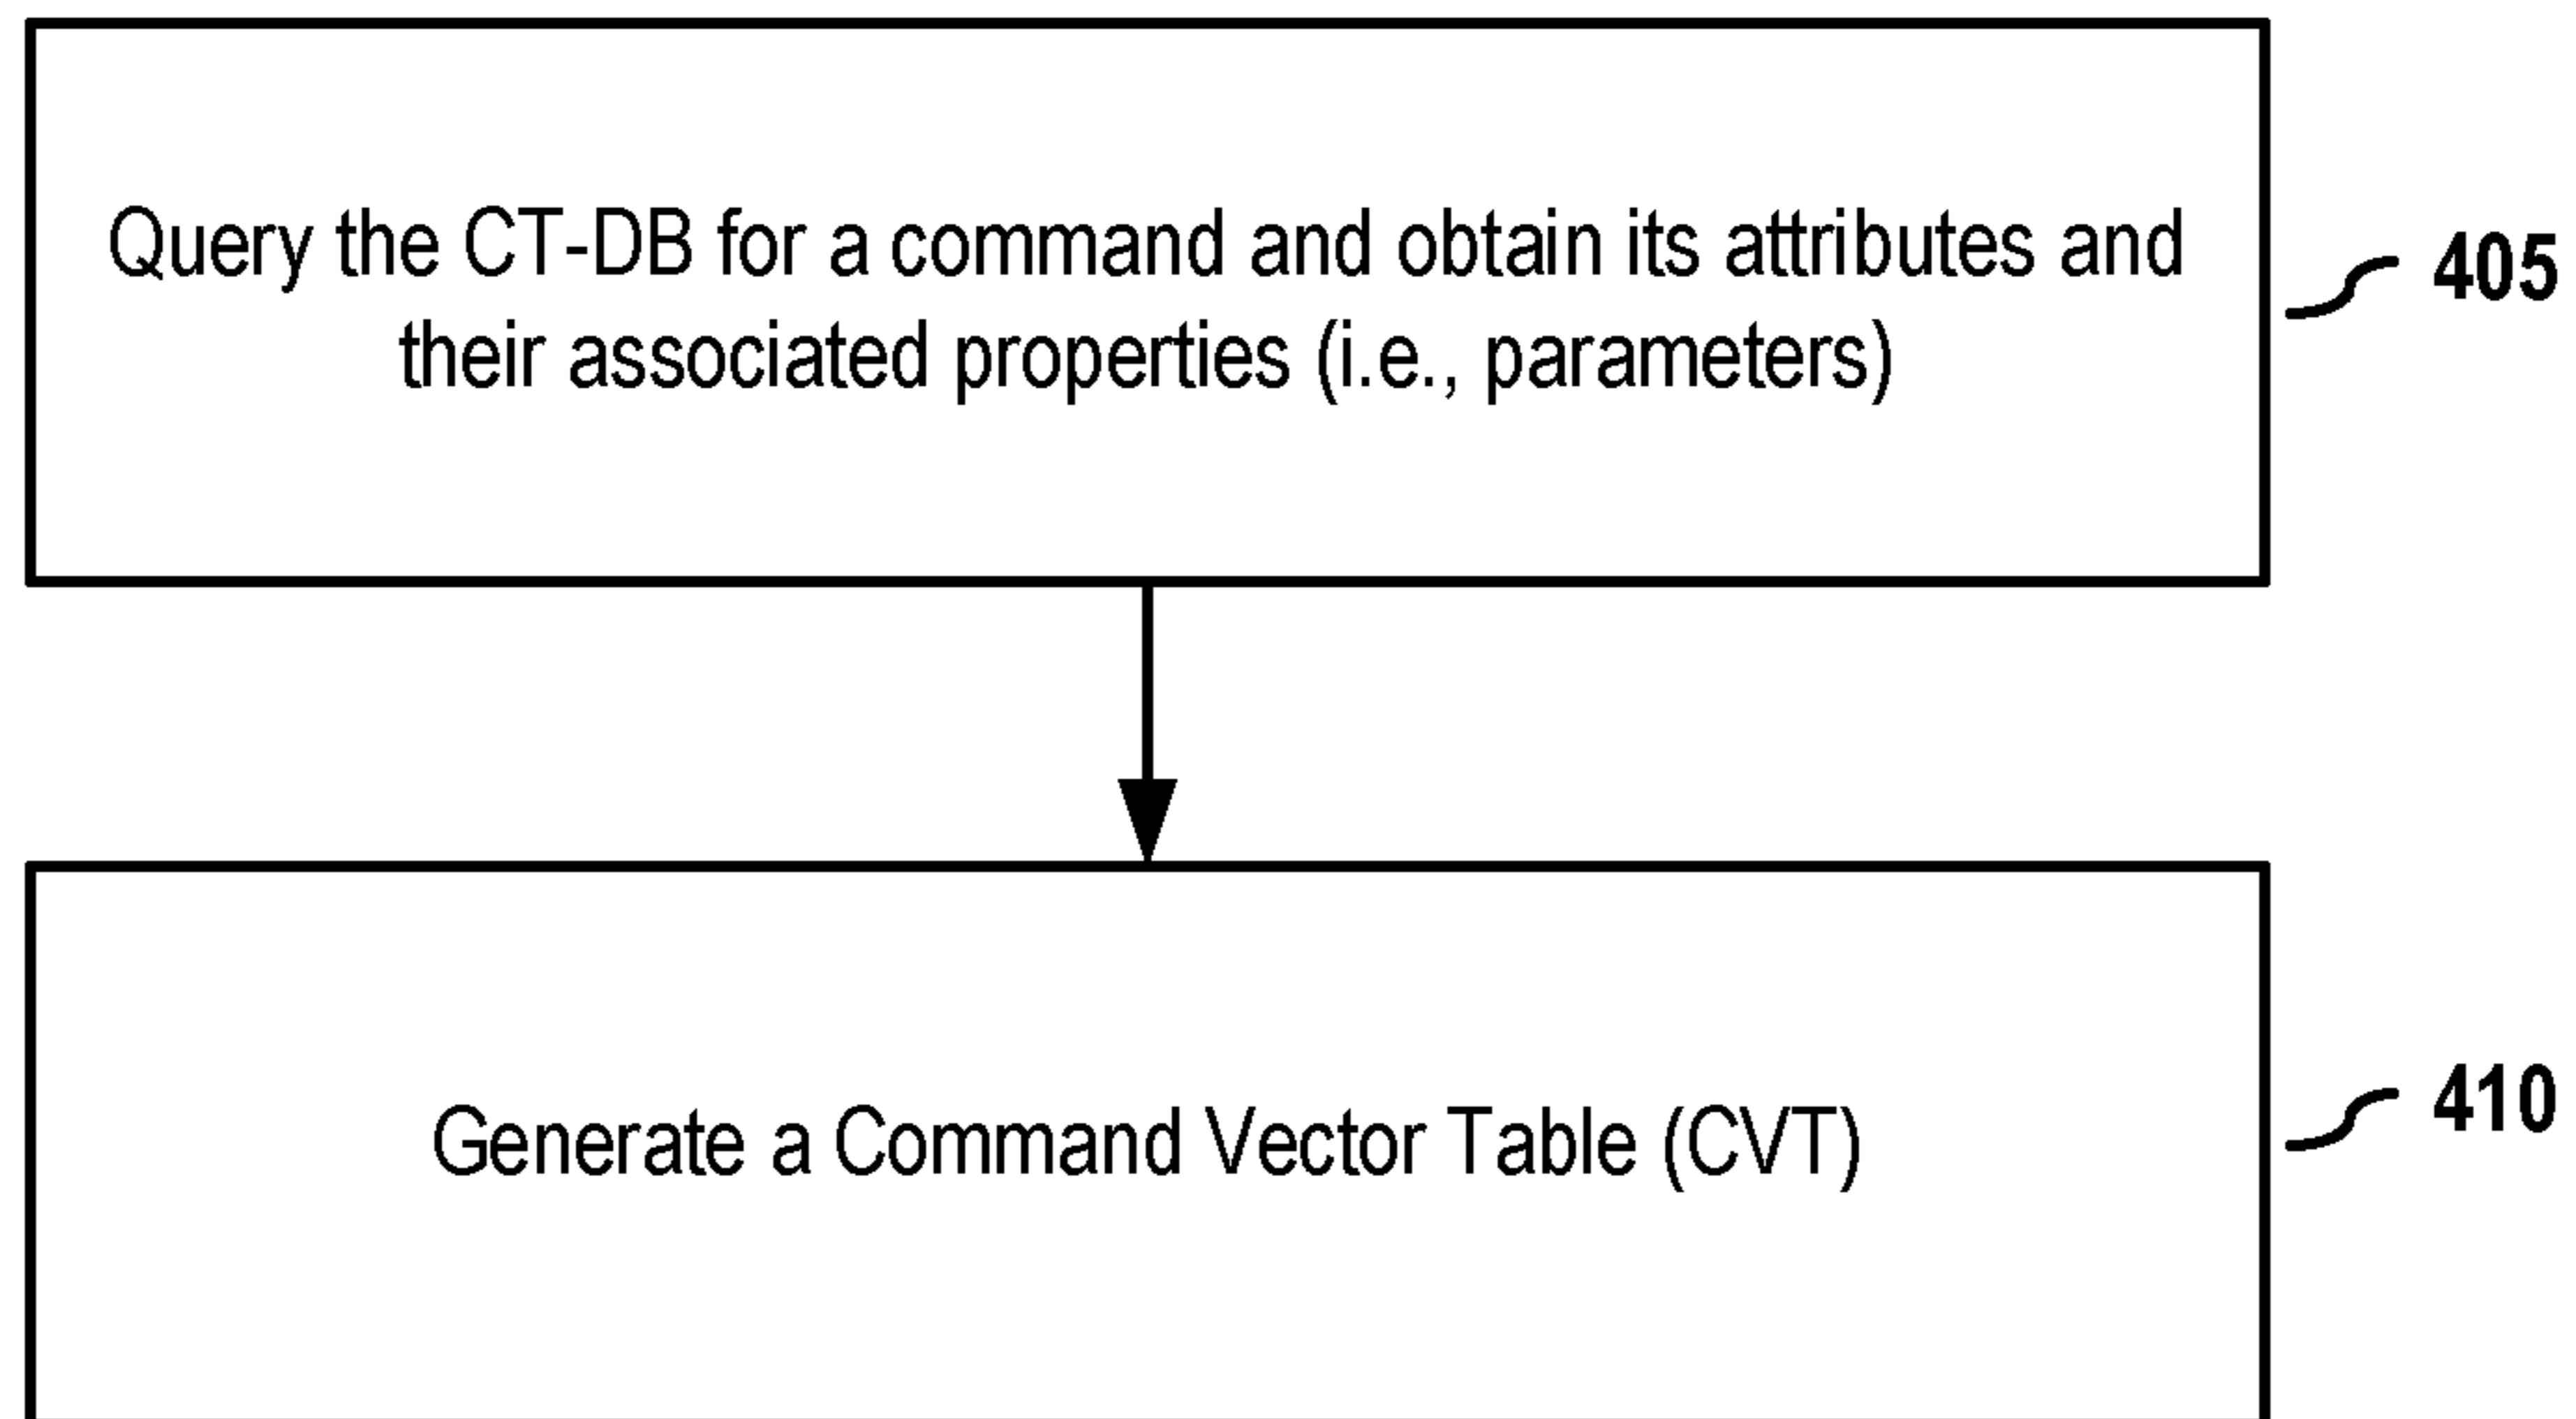 Query the CT-DB for a command and obtain its attributes and
their associated properties (i.e., parameters)
405
Generate a Command Vector Table (CVT)
410